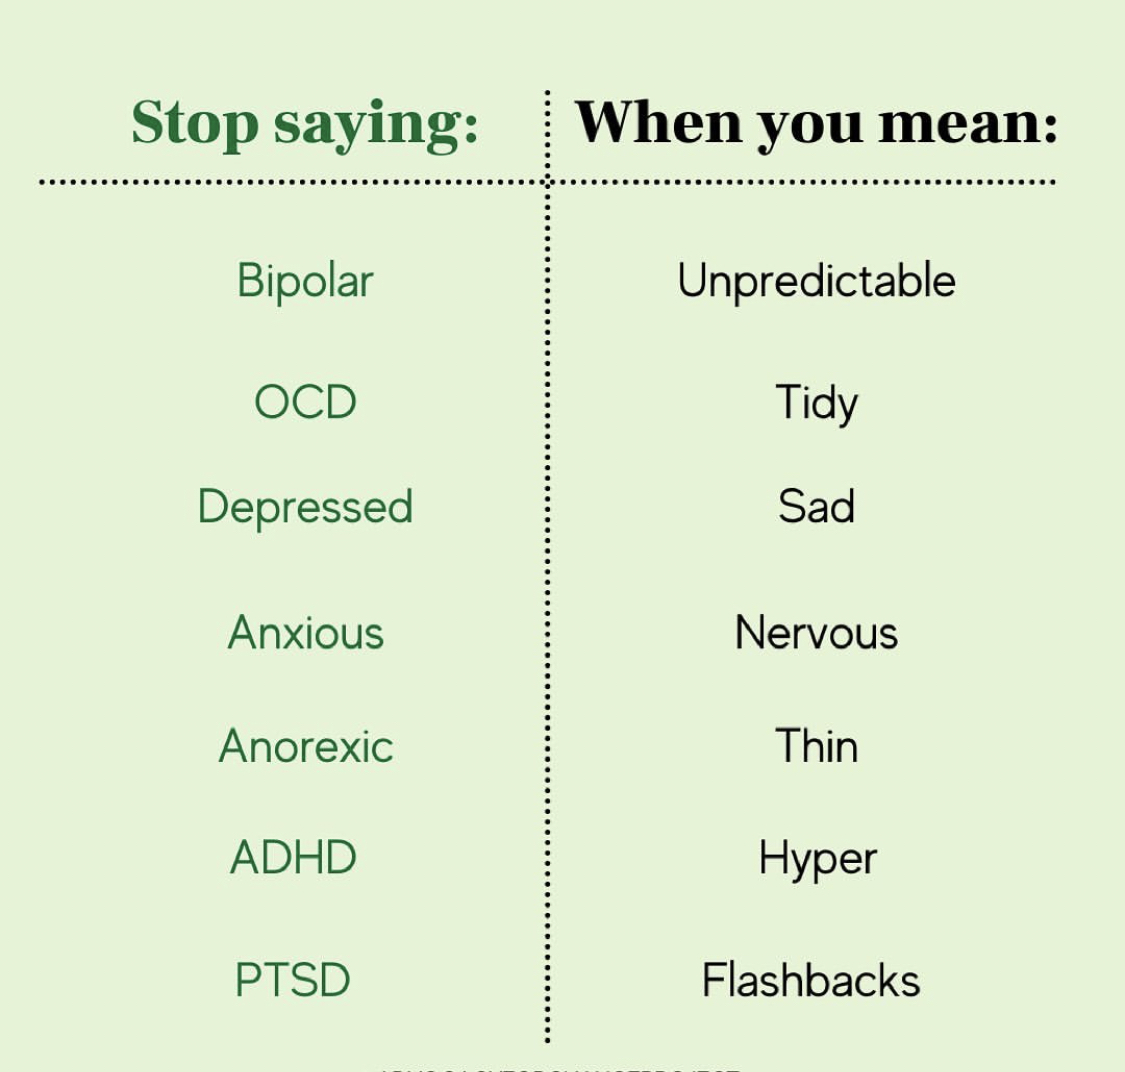 Stop saying: When you mean:
Bipolar Unpredictable
OCD Tidy
Depressed Sad
Anxious Nervous
Anorexic Thin
ADHD Hyper
PTSD Flashbacks